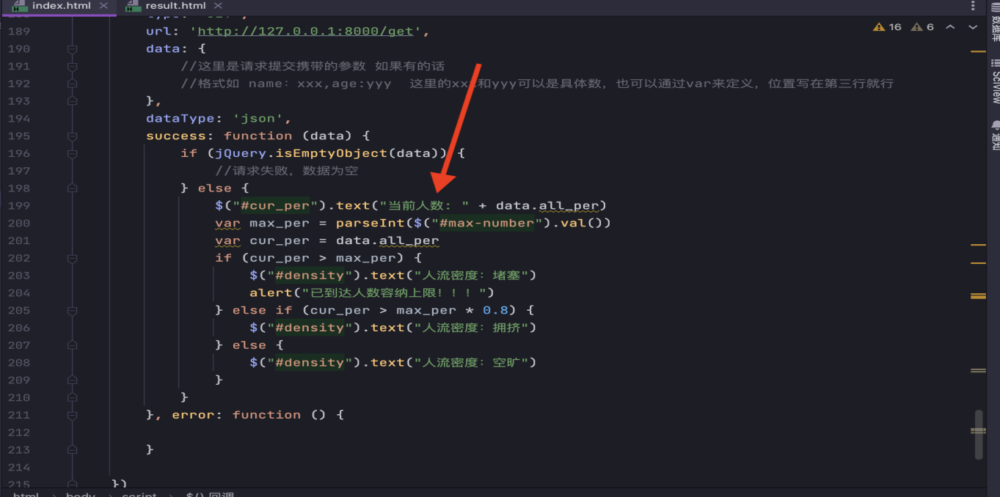 index.html
result.html
189 url: 'http://127.0.0.1:8000/get',
16 6
190 data: {
191 //这里是请求提交携带的参数 如果有的话
192 //格式如 name：xxx,age:yyy 这里的xxx和yyy可以是具体数，也可以通过var来定义，位置写在第三行就行
193 },
194 dataType: 'json',
195 success: function (data) {
196 if (jQuery.isEmptyObject(data)) {
197 //请求失败，数据为空
198 } else {
199 $("#cur_per").text("当前人数：" + data.all_per)
200 var max_per = parseInt($("#max-number").val())
201 var cur_per = data.all_per
202 if (cur_per > max_per) {
203 $("#density").text("人流密度：堵塞")
204 alert("已到达人数容纳上限！！！")
205 } else if (cur_per > max_per * 0.8) {
206 $("#density").text("人流密度：拥挤")
207 } else {
208 $("#density").text("人流密度：空旷")
209 }
210 }
211 }, error: function () {
212
213 }
214
215 })
html > body > script > $() 回调
数据库
SciView
通知